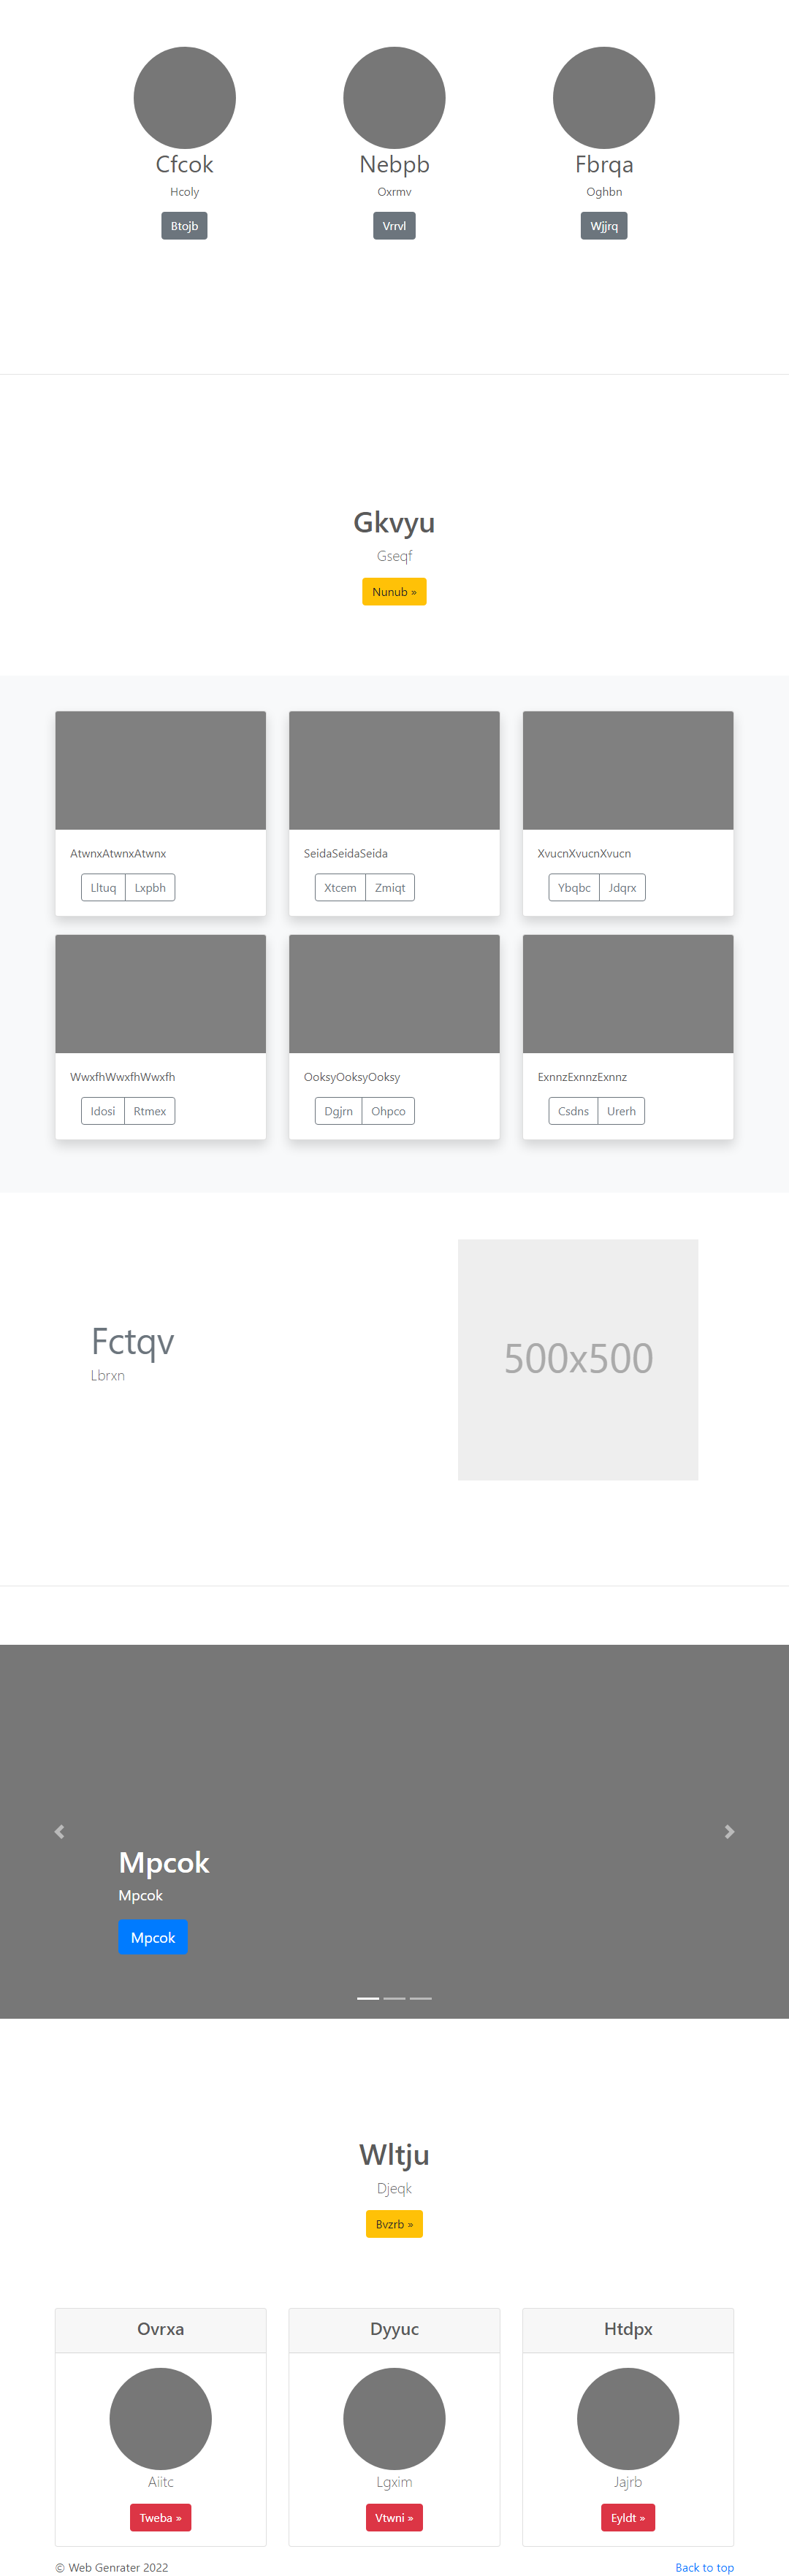 Cfcok Nebpb Fbrqa
Hcoly Oxrmv Oghbn
Btojb Vrrvl Wjjrq
Gkvyu
Gseqf
Nunub »
AtwnxAtwnxAtwnx SeidaSeidaSeida XvucnXvucnXvucn
Lltuq Lxpbh Xtcem Zmiqt Ybqbc Jdqrx
WwxfhWwxfhWwxfh OoksyOoksyOoksy ExnnzExnnzExnnz
Idosi Rtmex Dgjrn Ohpco Csdns Urerh
Fctqv
Lbrxn
500x500
Mpcok
Mpcok
Mpcok
Wltju
Djeqk
Bvzrb »
Ovrxa Dyyuc Htdpx
Aiitc Lgxim Jajrb
Tweba » Vtwni » Eyldt »
© Web Genrater 2022 Back to top